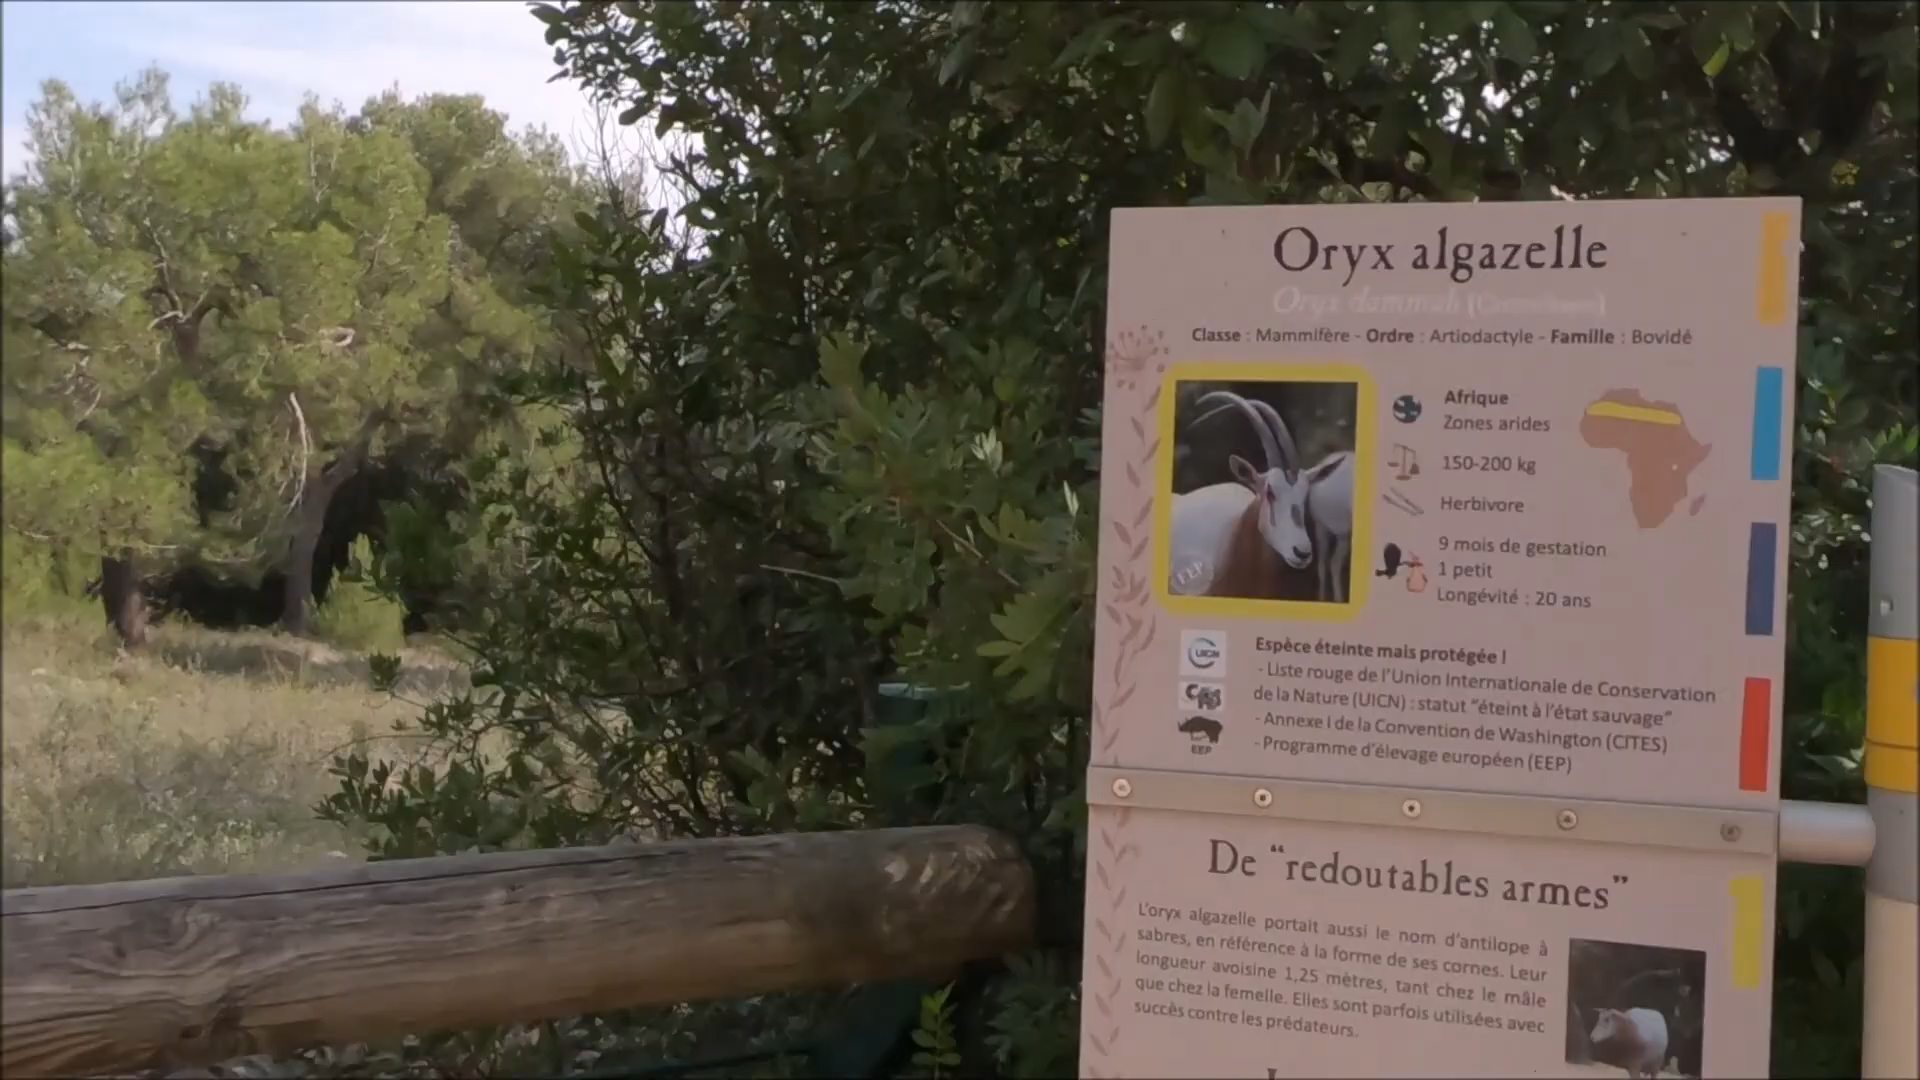 Oryx algazelle
Oryx dammah
Classe : Mammifère - Ordre : Artiodactyle - Famille : Bovidé
Afrique
Zones arides
150-200 kg
Herbivore
9 mois de gestation
1 petit
Longévité : 20 ans
EEP
Espèce éteinte mais protégée !
- Liste rouge de l'Union Internationale de Conservation
de la Nature (UICN) : statut "éteint à l'état sauvage"
- Annexe I de la Convention de Washington (CITES)
- Programme d'élevage européen (EEP)
UICN
EEP
De "redoutables armes"
L'oryx algazelle portait aussi le nom d'antilope à
sabres, en référence à la forme de ses cornes. Leur
longueur avoisine 1,25 mètres, tant chez le mâle
que chez la femelle. Elles sont parfois utilisées avec
succès contre les prédateurs.